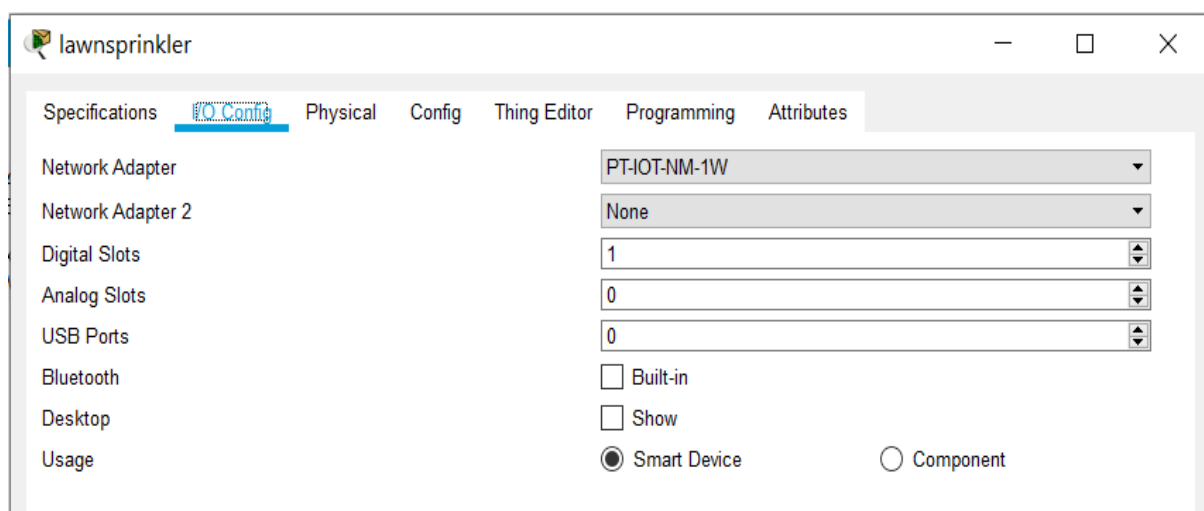 lawnsprinkler
Specifications I/O Config Physical Config Thing Editor Programming Attributes
Network Adapter PT-IOT-NM-1W
Network Adapter 2 None
Digital Slots 1
Analog Slots 0
USB Ports 0
Bluetooth Built-in
Desktop Show
Usage Smart Device Component